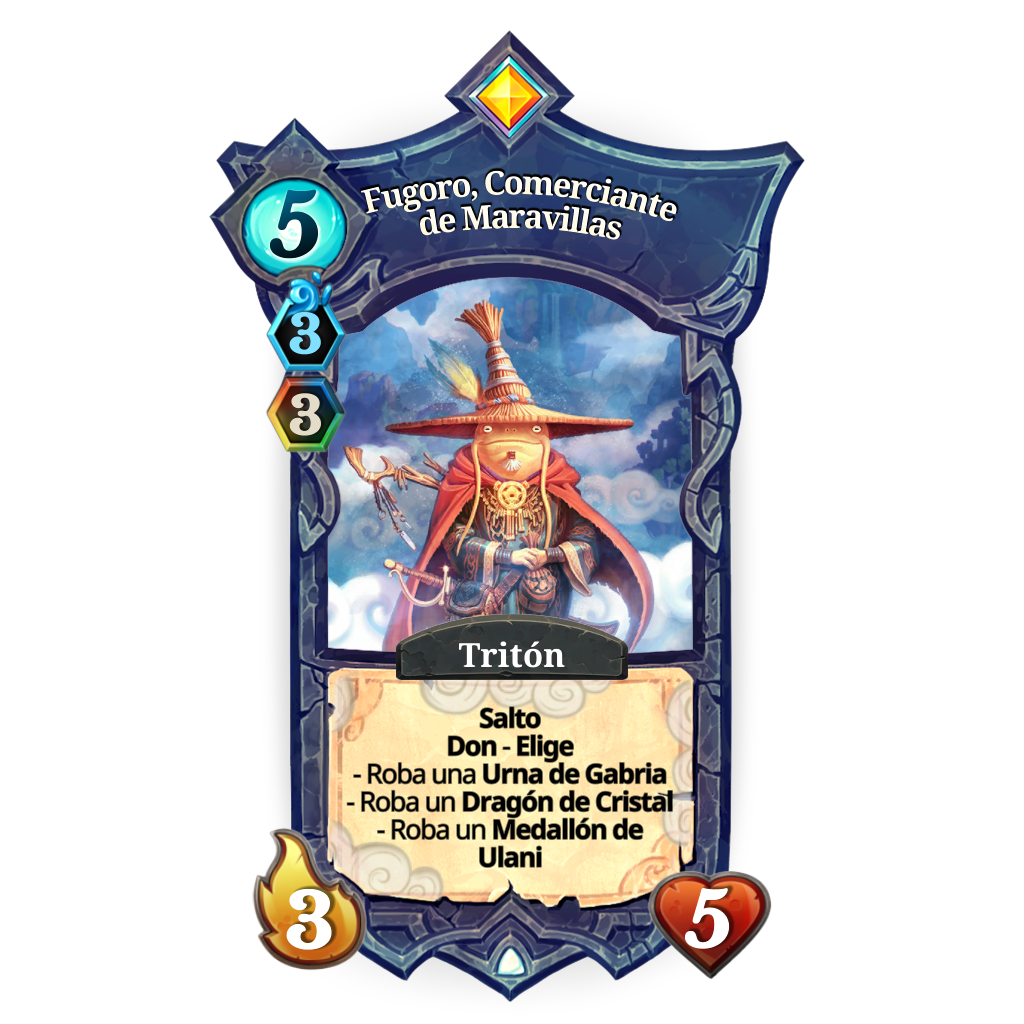 Fugoro, Comerciante
de Maravillas
5
3
3
Tritón
Salto
Don - Elige
- Roba una Urna de Gabria
- Roba un Dragón de Cristal
- Roba un Medallón de
Ulani
3
5